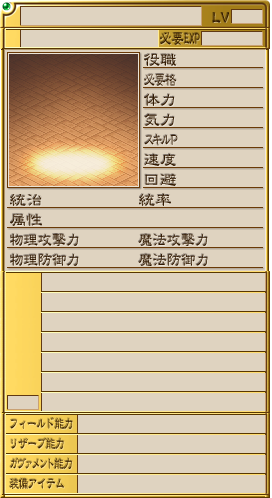 LV
必要EXP
役職
必要格
体力
気力
スキルP
速度
回避
統治 統率
属性
物理攻撃力 魔法攻撃力
物理防御力 魔法防御力
フィールド能力
リザーブ能力
ガヴァメント能力
装備アイテム